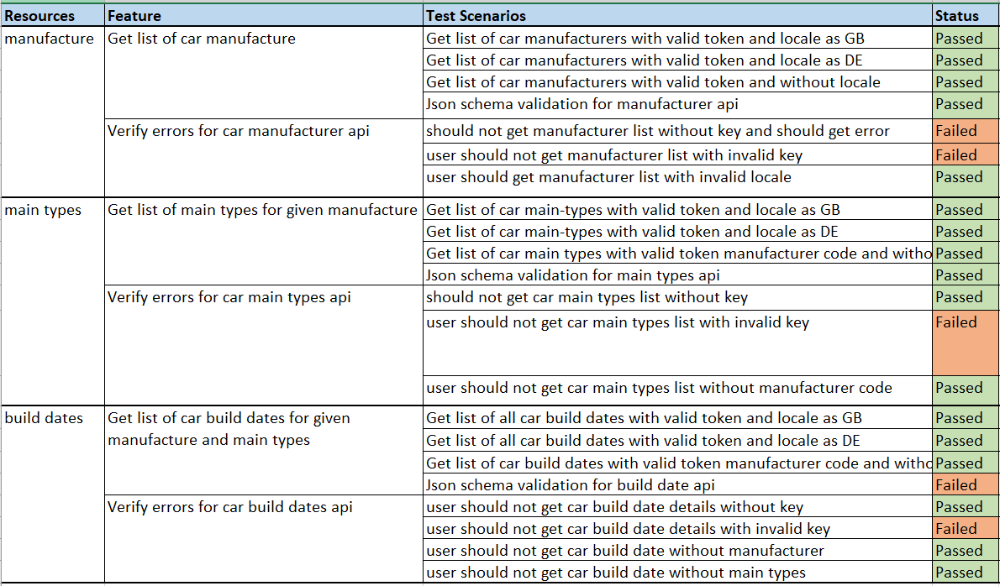 Resources Feature Test Scenarios Status
manufacture Get list of car manufacture Get list of car manufacturers with valid token and locale as GB Passed
Get list of car manufacturers with valid token and locale as DE Passed
Get list of car manufacturers with valid token and without locale Passed
Json schema validation for manufacturer api Passed
Verify errors for car manufacturer api should not get manufacturer list without key and should get error Failed
user should not get manufacturer list with invalid key Failed
user should get manufacturer list with invalid locale Passed
main types Get list of main types for given manufacture Get list of car main-types with valid token and locale as GB Passed
Get list of car main-types with valid token and locale as DE Passed
Get list of car main types with valid token manufacturer code and witho Passed
Json schema validation for main types api Passed
Verify errors for car main types api should not get car main types list without key Passed
user should not get car main types list with invalid key Failed
user should not get car main types list without manufacturer code Passed
build dates Get list of car build dates for given Get list of all car build dates with valid token and locale as GB Passed
manufacture and main types Get list of all car build dates with valid token and locale as DE Passed
Get list of car build dates with valid token manufacturer code and witho Passed
Json schema validation for build date api Failed
Verify errors for car build dates api user should not get car build date details without key Passed
user should not get car build date details with invalid key Failed
user should not get car build date without manufacturer Passed
user should not get car build date without main types Passed